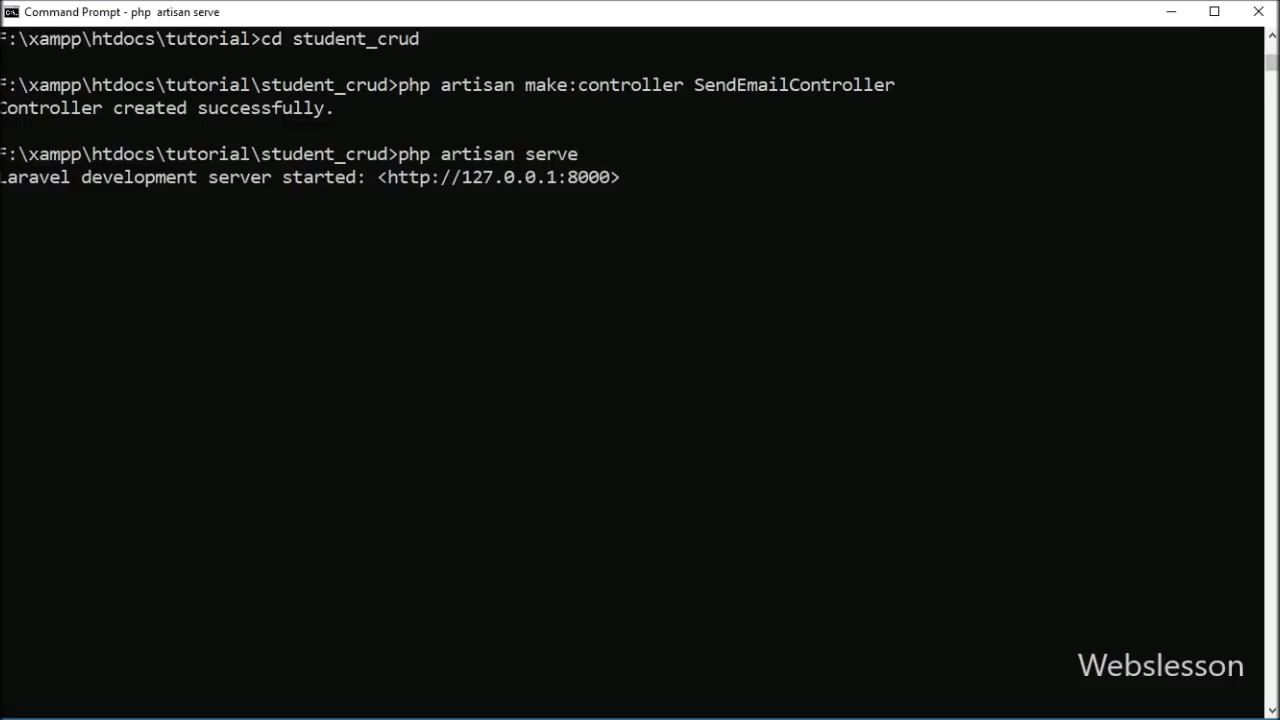 Command Prompt - php  artisan serve
F:\xampp\htdocs\tutorial>cd student_crud
F:\xampp\htdocs\tutorial\student_crud>php artisan make:controller SendEmailController
Controller created successfully.
F:\xampp\htdocs\tutorial\student_crud>php artisan serve
Laravel development server started: <http://127.0.0.1:8000>
Webslesson